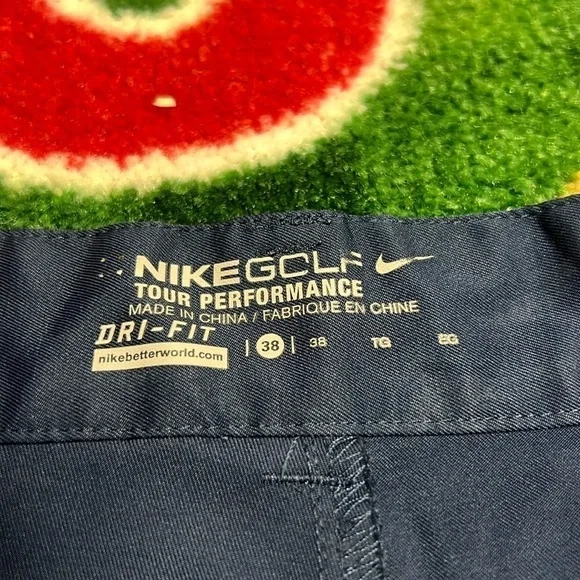 NIKEGOLF
TOUR PERFORMANCE
MADE IN CHINA / FABRIQUE EN CHINE
DRI-FIT
nikebetterworld.com
| 38 | 38 TG EG